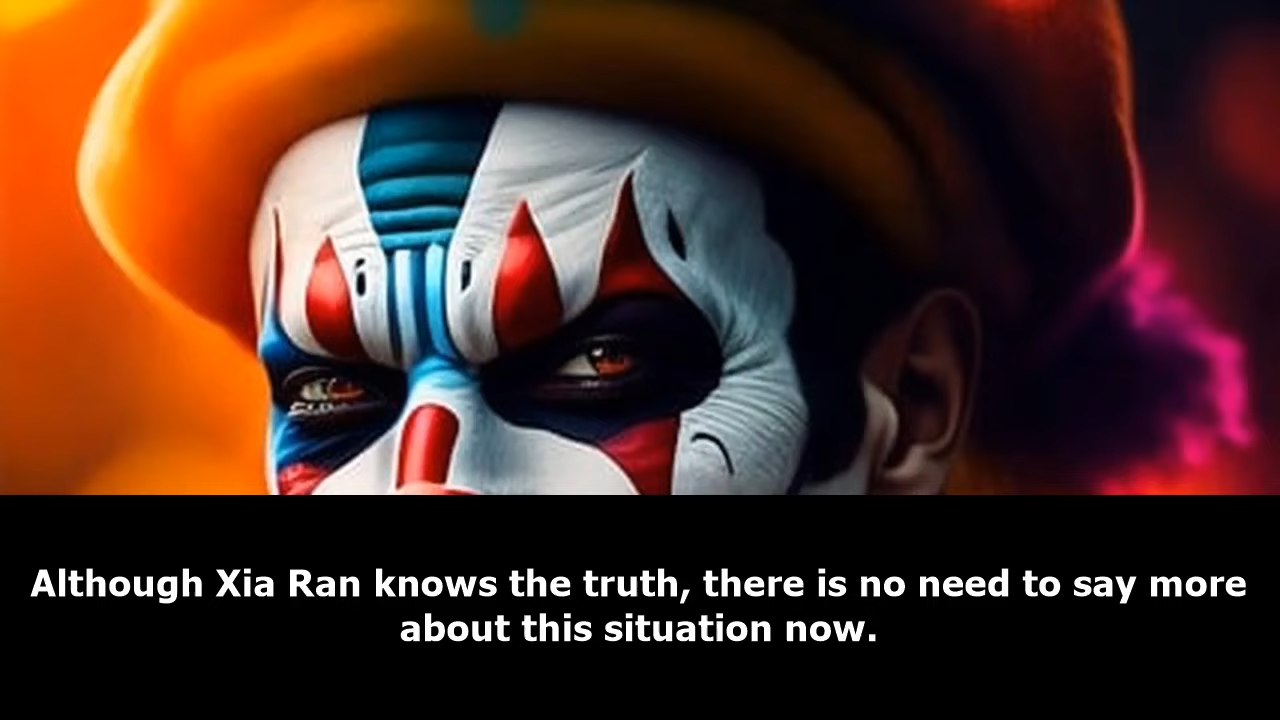 Although Xia Ran knows the truth, there is no need to say more
about this situation now.